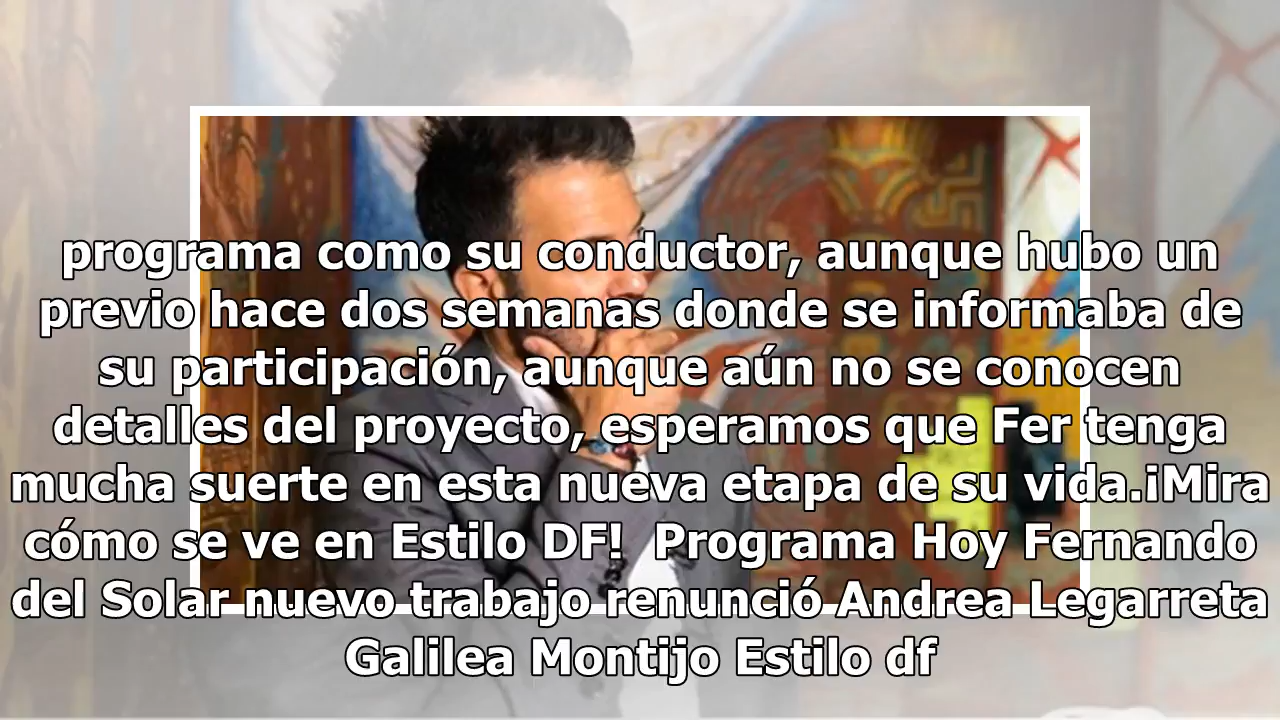 programa como su conductor, aunque hubo un
previo hace dos semanas donde se informaba de
su participación, aunque aún no se conocen
detalles del proyecto, esperamos que Fer tenga
mucha suerte en esta nueva etapa de su vida.¡Mira
cómo se ve en Estilo DF!  Programa Hoy Fernando
del Solar nuevo trabajo renunció Andrea Legarreta
Galilea Montijo Estilo df